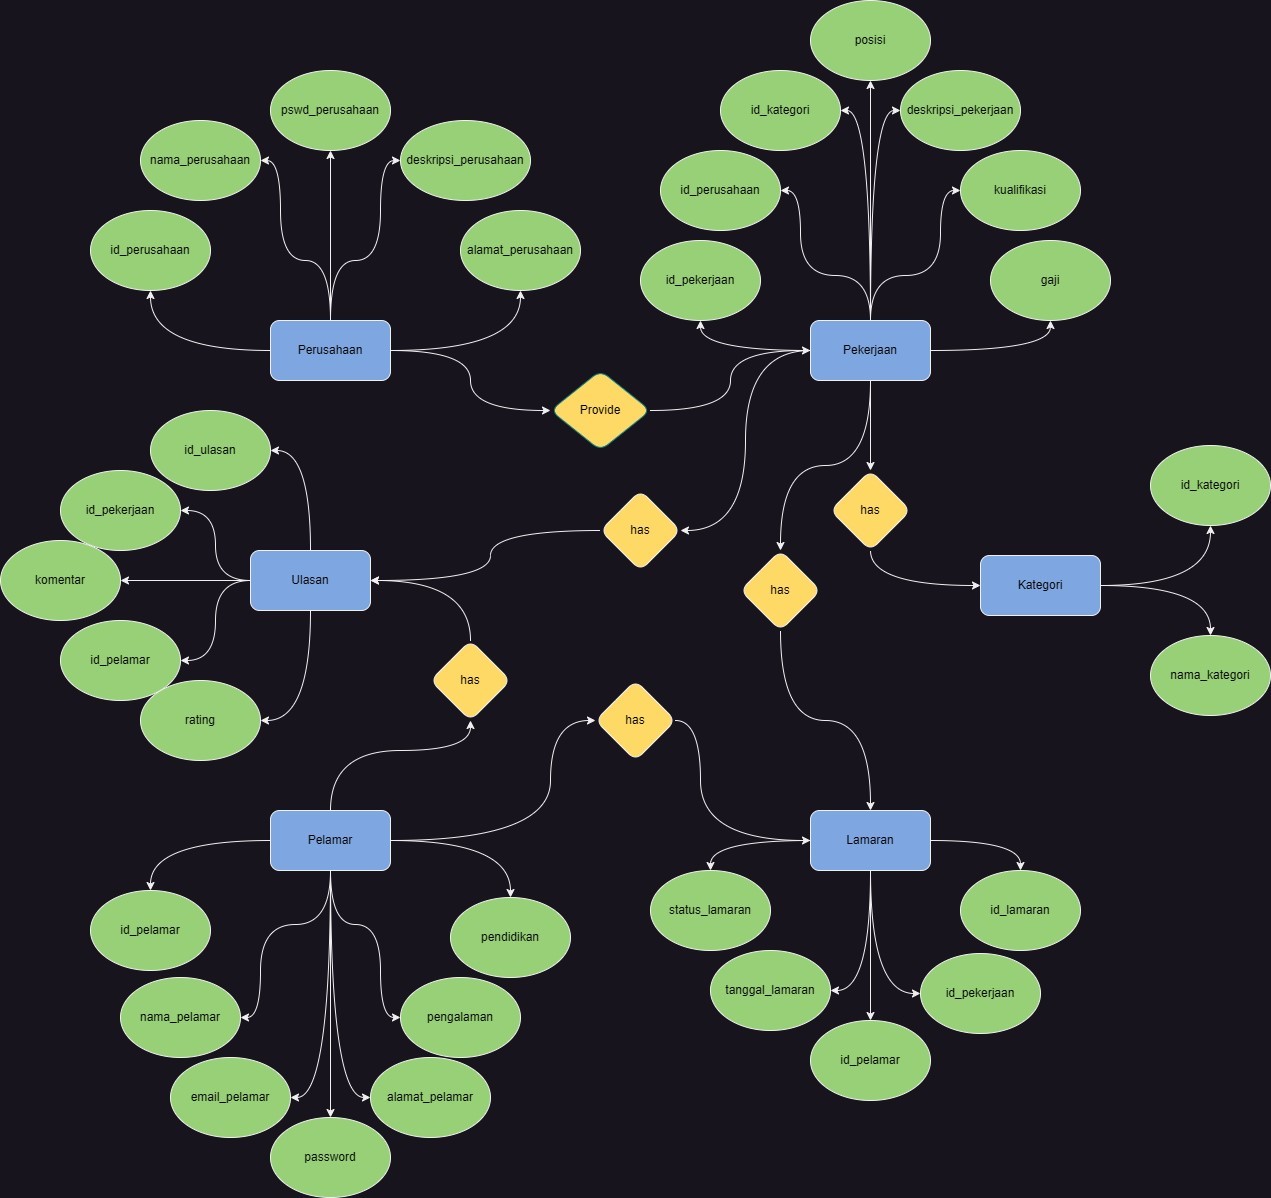 posisi
pswd_perusahaan
id_kategori
deskripsi_pekerjaan
nama_perusahaan
deskripsi_perusahaan
id_perusahaan
kualifikasi
id_perusahaan
alamat_perusahaan
id_pekerjaan
gaji
Perusahaan
Pekerjaan
Provide
id_ulasan
id_kategori
id_pekerjaan
has
has
komentar
Ulasan
has
Kategori
id_pelamar
has
nama_kategori
rating
has
Pelamar
Lamaran
status_lamaran
id_lamaran
id_pelamar
pendidikan
tanggal_lamaran
id_pekerjaan
nama_pelamar
pengalaman
id_pelamar
email_pelamar
alamat_pelamar
password